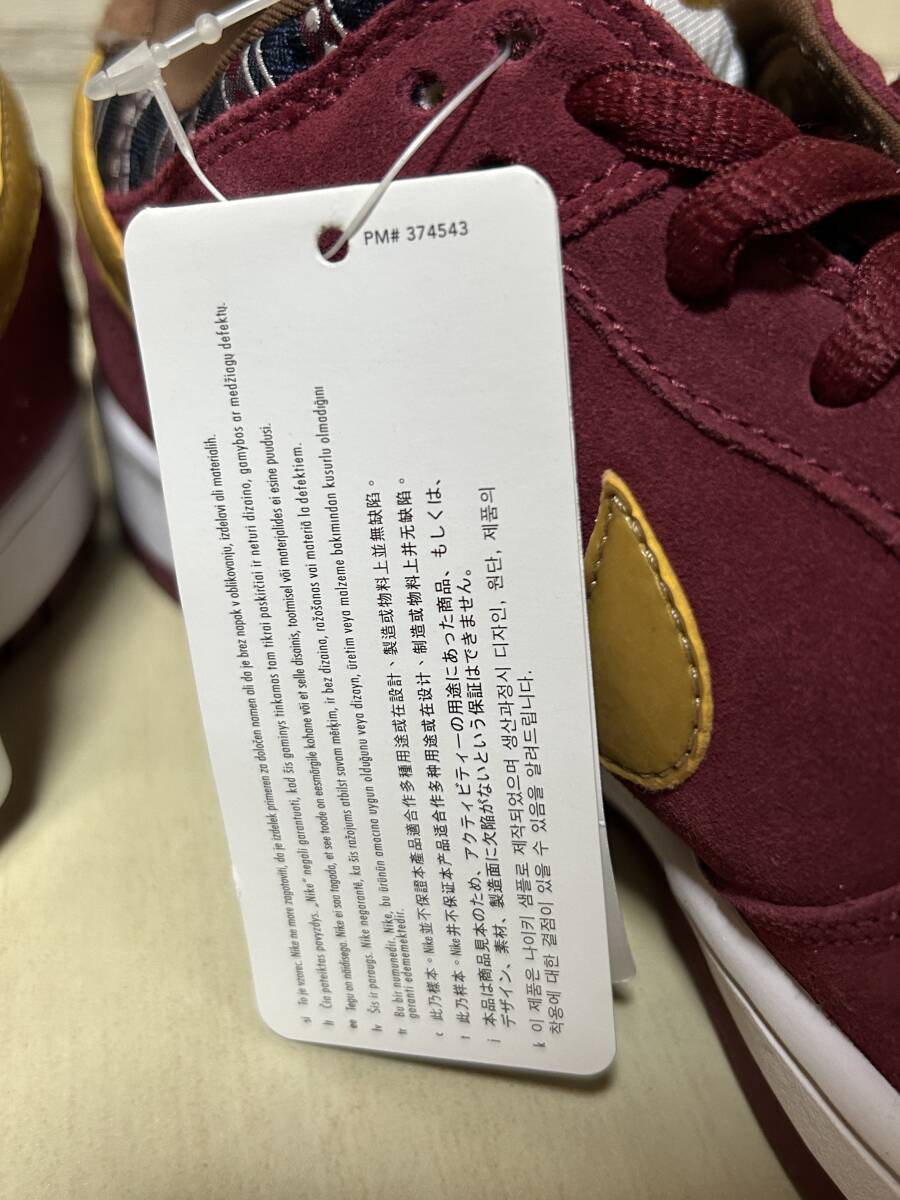 PM# 374543
si To je vzorec. Nike ne more zagotoviti, da je izdelek primeren za določen namen ali da je brez napak v oblikovanju, izdelavi ali materialih.
lt Čia pateiktas pavyzdys. „Nike" negali garantuoti, kad šis gaminys tinkamas tam tikrai paskirčiai ir neturi dizaino, gamybos ar medžiagų defektų.
ee Tegu on näidisega. Nike ei saa tagada, et see toode on eesmärgile kohane või et selle disainis, tootmisel või materjalides ei esine puudusi.
lv Šis ir paraugs. Nike negarantē, ka šis ražojums atbilst savam mērķim, ir bez dizaina, ražošanas vai materiālā defektiem.
tr Bu bir numunedir. Nike, bu ürünün amacına uygun olduğunu veya dizayn, üretim veya malzeme bakımından kusurlu olmadığını
garanti edememektedir.
c 此乃樣本。Nike並不保證本產品適合作多種用途或在設計、製造或物料上並無缺陷。
t 此乃样本。Nike并不保证本产品适合作多种用途或在设计、制造或物料上并无缺陷。
j 本品は商品見本のため、アクティビティーの用途にあった商品、もしくは、
デザイン、素材、製造面に欠陥がないという保証はできません。
k 이 제품은 나이키 샘플로 제작되었으며 생산과정시 디자인, 원단, 제품의
착용에 대한 결점이 있을 수 있음을 알려드립니다.